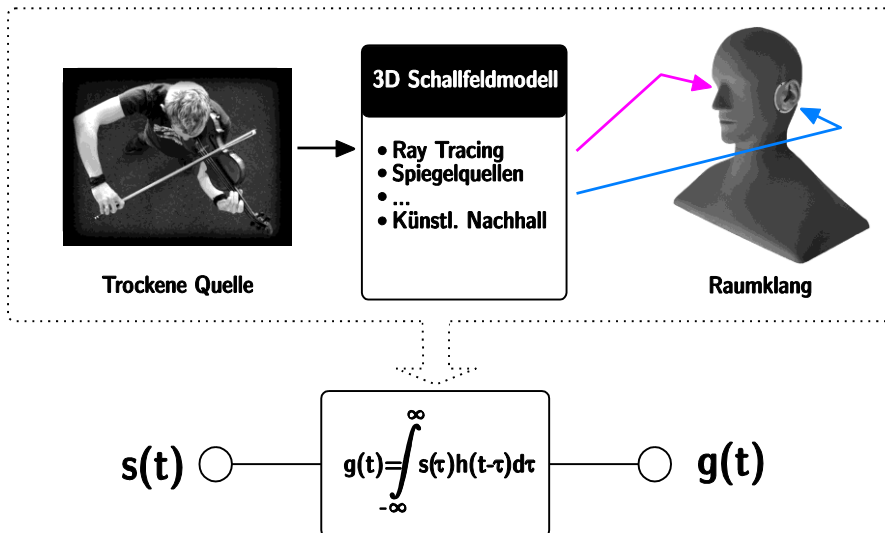 3D Schallfeldmodell
• Ray Tracing
• Spiegelquellen
• ...
• Künstl. Nachhall
Trockene Quelle
Raumklang
s(t)
∞
g(t)=∫s(τ)h(t-τ)dτ
-∞
g(t)